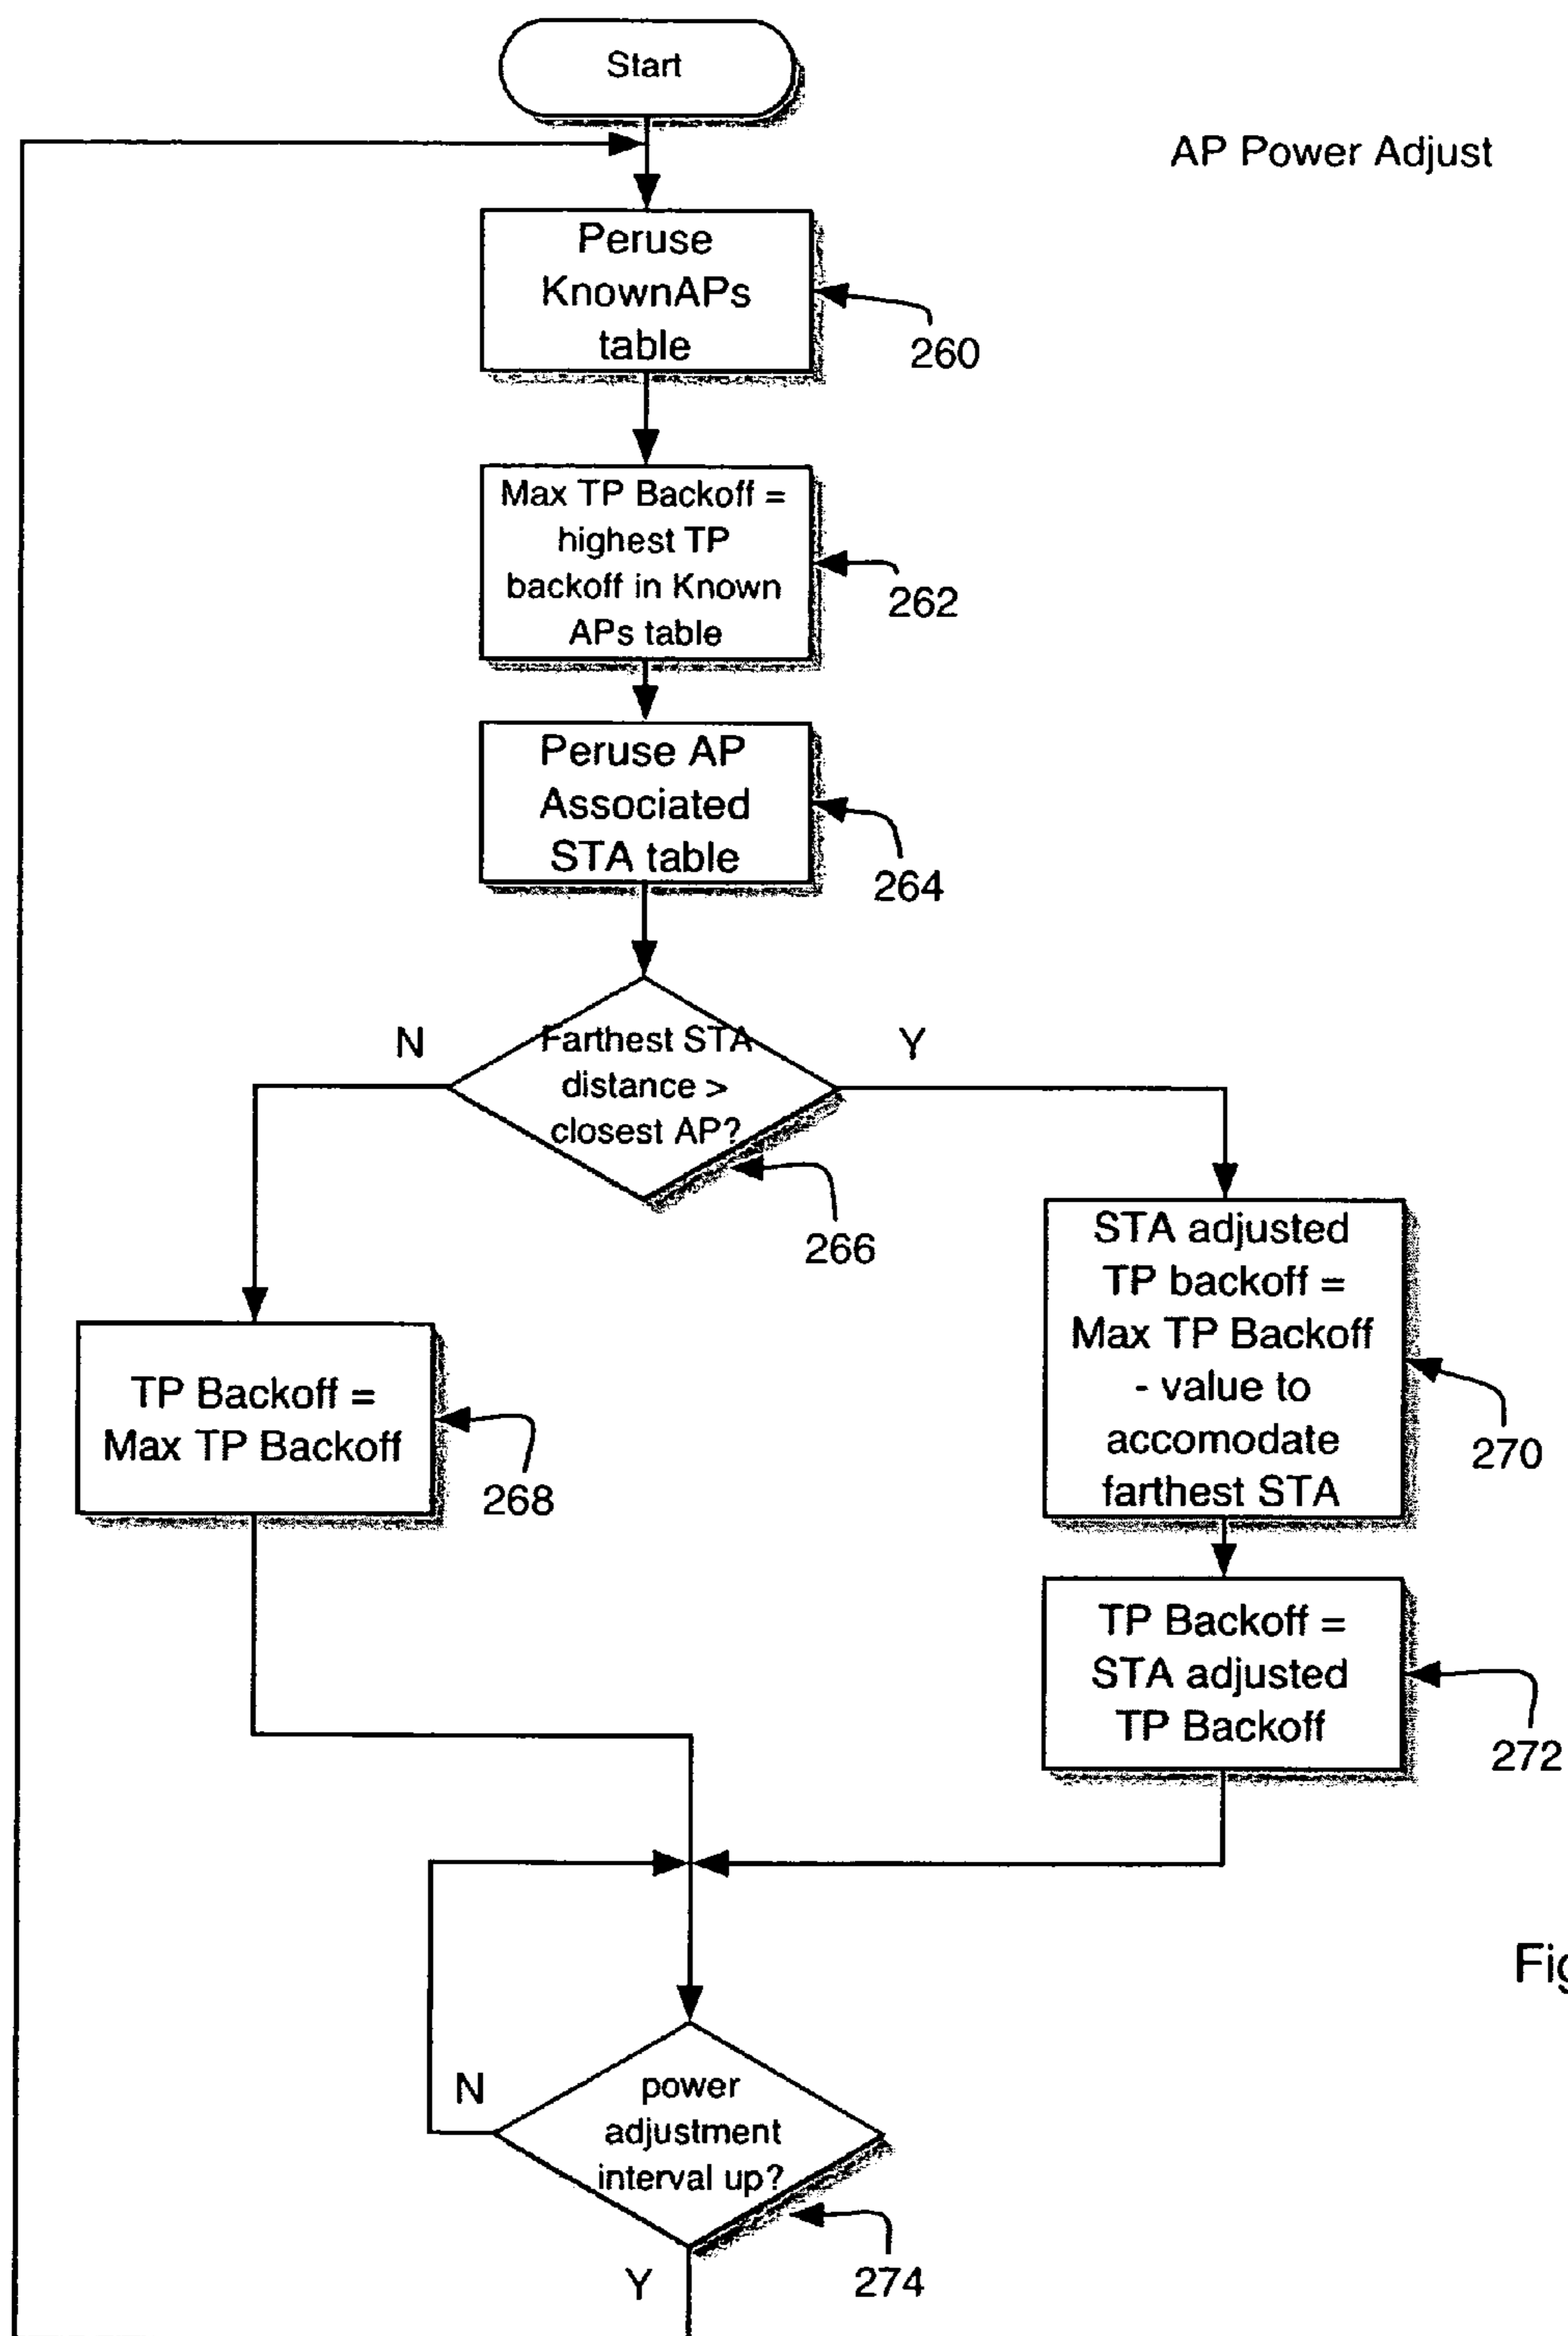 Start
AP Power Adjust
Peruse
KnownAPs
table
260
Max TP Backoff =
highest TP
backoff in Known
APs table
262
Peruse AP
Associated
STA table
264
N
Farthest STA
distance >
closest AP?
Y
266
STA adjusted
TP backoff =
Max TP Backoff
- value to
accomodate
farthest STA
270
TP Backoff =
Max TP Backoff
268
TP Backoff =
STA adjusted
TP Backoff
272
N
power
adjustment
interval up?
Y
274